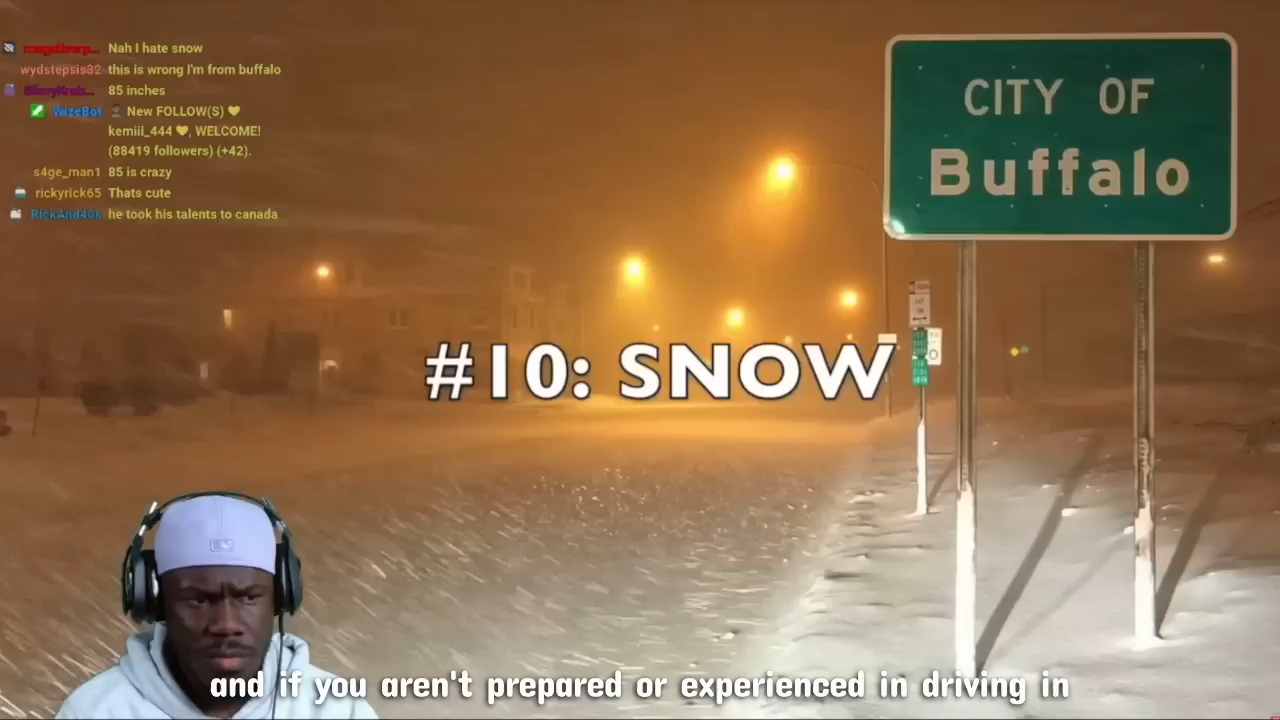 Nah I hate snow
wydstepsis32 this is wrong I'm from buffalo
85 inches
WizeBot New FOLLOW(S)
kemiii_444 , WELCOME!
(88419 followers) (+42).
s4ge_man1 85 is crazy
rickyrick65 Thats cute
RickAnd40s he took his talents to canada
CITY OF
Buffalo
#10: SNOW
and if you aren't prepared or experienced in driving in